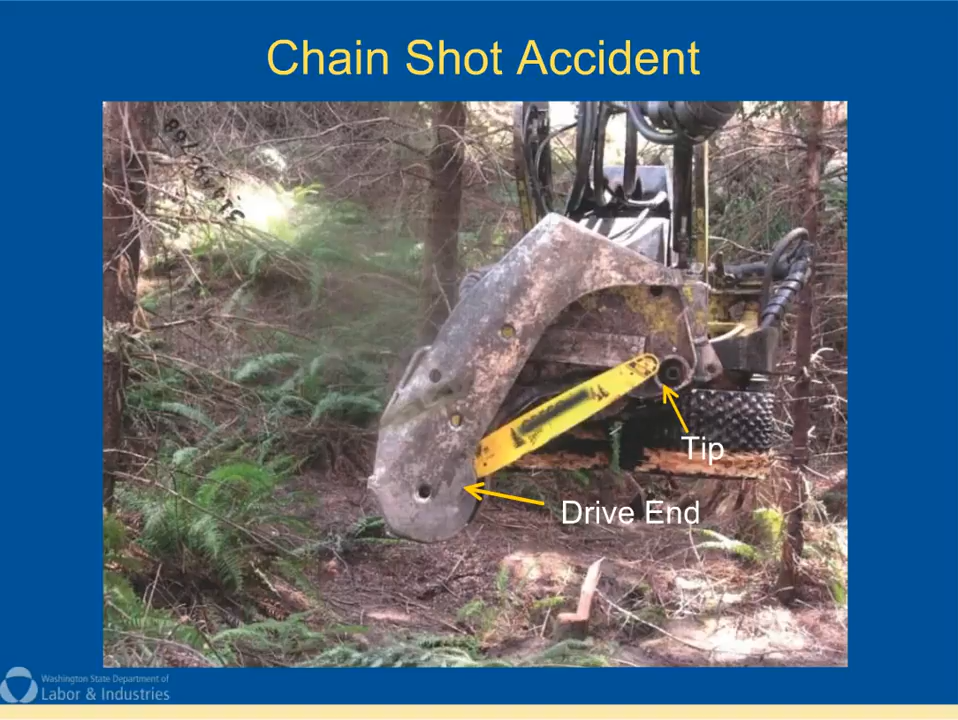 Chain Shot Accident
Tip
Drive End
Washington State Department of
Labor & Industries